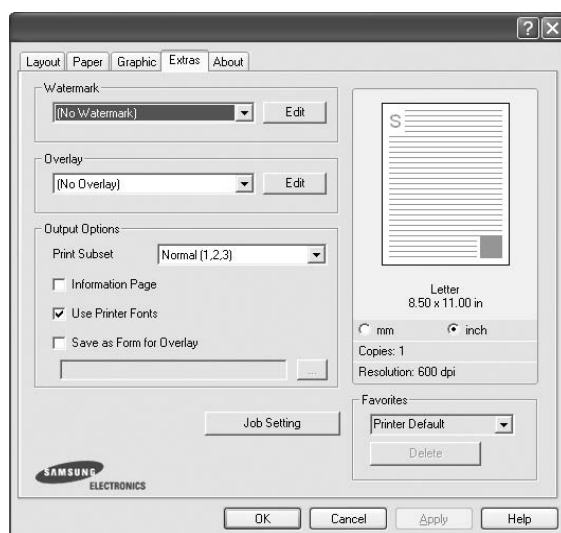 Layout Paper Graphic Extras About
Watermark
(No Watermark) Edit
Overlay
(No Overlay) Edit
Output Options
Print Subset Normal (1,2,3)
Information Page
Use Printer Fonts
Save as Form for Overlay
...
Job Setting
SAMSUNG
ELECTRONICS
S
Letter
8.50 x 11.00 in
mm inch
Copies: 1
Resolution: 600 dpi
Favorites
Printer Default
Delete
OK Cancel Apply Help